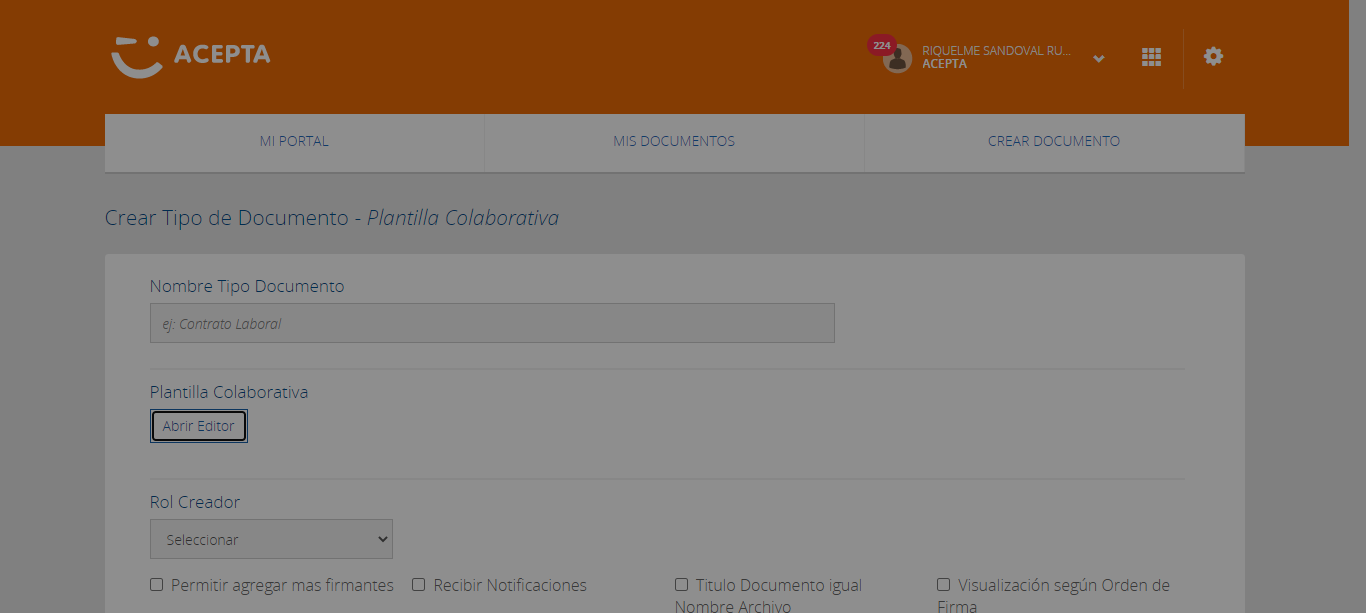 ACEPTA
224
RIQUELME SANDOVAL RU...
ACEPTA
MI PORTAL
MIS DOCUMENTOS
CREAR DOCUMENTO
Crear Tipo de Documento - Plantilla Colaborativa
Nombre Tipo Documento
ej: Contrato Laboral
Plantilla Colaborativa
Abrir Editor
Rol Creador
Seleccionar
Permitir agregar mas firmantes
Recibir Notificaciones
Titulo Documento igual
Nombre Archivo
Visualización según Orden de
Firma